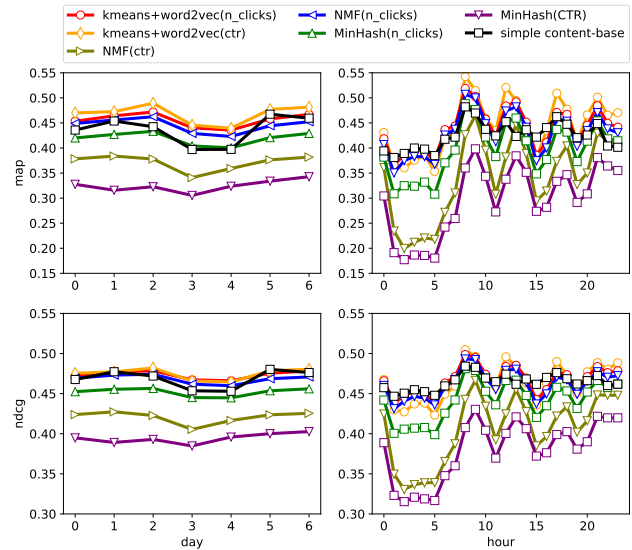 kmeans+word2vec(n_clicks) NMF(n_clicks) MinHash(CTR)
kmeans+word2vec(ctr) MinHash(n_clicks) simple content-base
NMF(ctr)
map
0.55
0.50
0.45
0.40
0.35
0.30
0.25
0.20
0.15
0 1 2 3 4 5 6
0.55
0.50
0.45
0.40
0.35
0.30
0.25
0.20
0.15
0 5 10 15 20
ndcg
0.55
0.50
0.45
0.40
0.35
0.30
0 1 2 3 4 5 6
day
0.55
0.50
0.45
0.40
0.35
0.30
0 5 10 15 20
hour